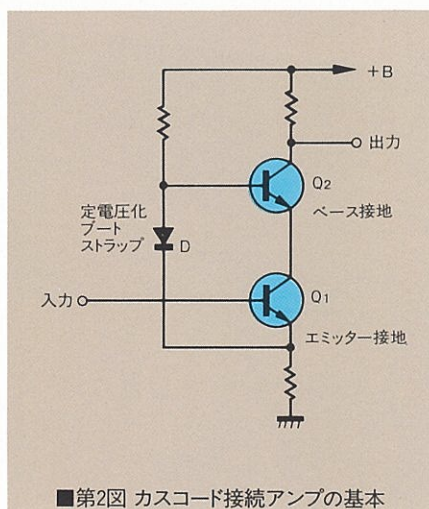 +B
出力
Q2
ベース接地
定電圧化
ブート
ストラップ
D
入力
Q1
エミッター接地
■第2図 カスコード接続アンプの基本